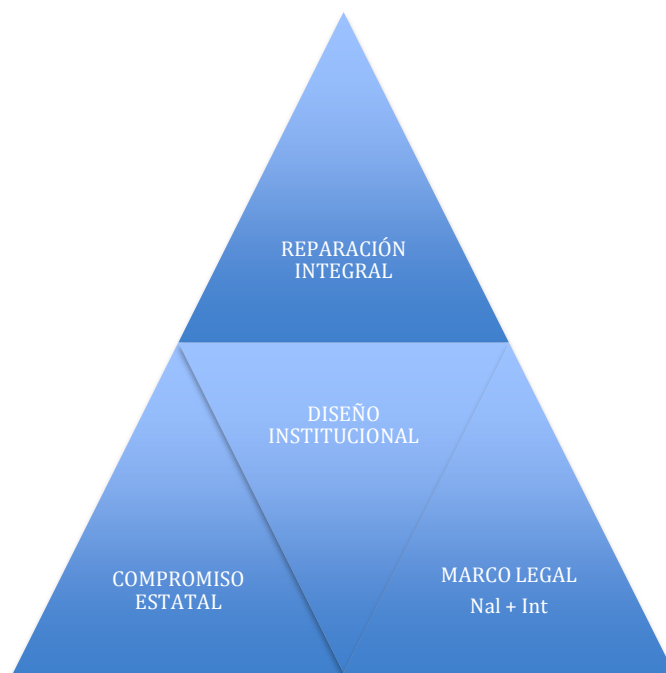 REPARACIÓN
INTEGRAL
DISEÑO
INSTITUCIONAL
COMPROMISO
ESTATAL
MARCO LEGAL
Nal + Int